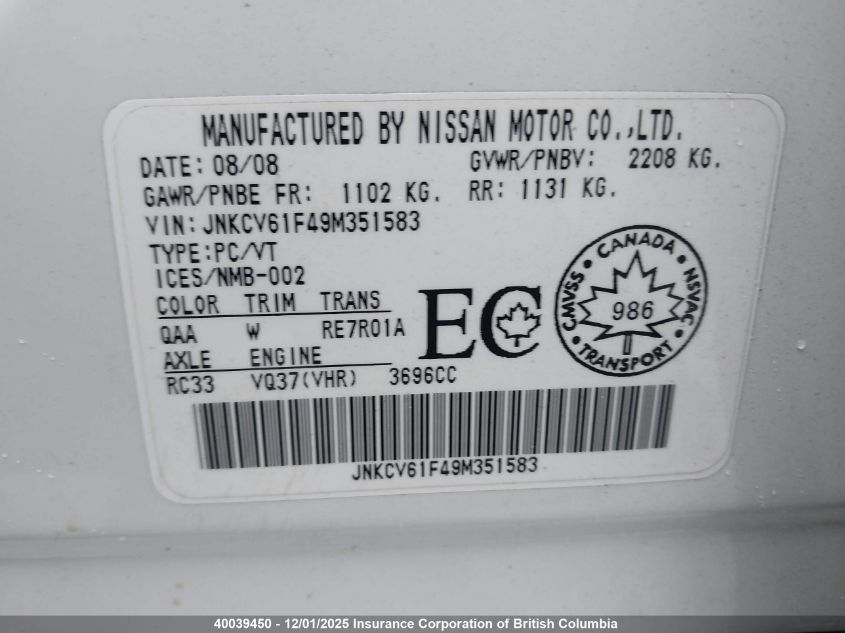 MANUFACTURED BY NISSAN MOTOR CO.,LTD.
DATE: 08/08 GVWR/PNBV: 2208 KG.
GAWR/PNBE FR: 1102 KG. RR: 1131 KG.
VIN: JNKCV61F49M351583
TYPE:PC/VT
ICES/NMB-002
COLOR TRIM TRANS
QAA W RE7R01A
AXLE ENGINE
RC33 VQ37(VHR) 3696CC
EC
CANADA
CMVSS 986 NSVAC
TRANSPORT
JNKCV61F49M351583
40039450 - 12/01/2025 Insurance Corporation of British Columbia